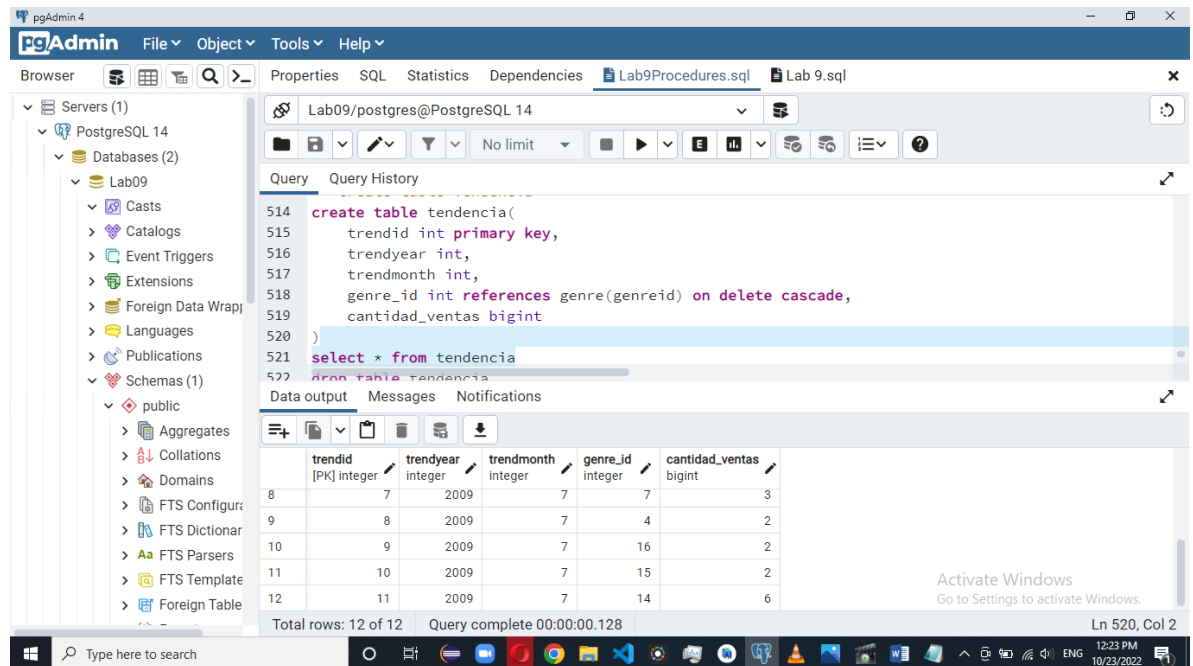 pgAdmin 4
pgAdmin File Object Tools Help
Browser Properties SQL Statistics Dependencies Lab9Procedures.sql Lab 9.sql
Servers (1)
PostgreSQL 14
Databases (2)
Lab09
Casts
Catalogs
Event Triggers
Extensions
Foreign Data Wrapp
Languages
Publications
Schemas (1)
public
Aggregates
Collations
Domains
FTS Configura
FTS Dictionar
FTS Parsers
FTS Template
Foreign Table
Lab09/postgres@PostgreSQL 14
No limit E
Query Query History
514 create table tendencia(
515 trendid int primary key,
516 trendyear int,
517 trendmonth int,
518 genre_id int references genre(genreid) on delete cascade,
519 cantidad_ventas bigint
520 )
521 select * from tendencia
522 drop table tendencia
Data output Messages Notifications
trendid trendyear trendmonth genre_id cantidad_ventas
[PK] integer integer integer integer bigint
8 7 2009 7 7 3
9 8 2009 7 4 2
10 9 2009 7 16 2
11 10 2009 7 15 2
12 11 2009 7 14 6
Activate Windows
Go to Settings to activate Windows.
Total rows: 12 of 12 Query complete 00:00:00.128 Ln 520, Col 2
Type here to search ENG 12:23 PM
10/23/2022